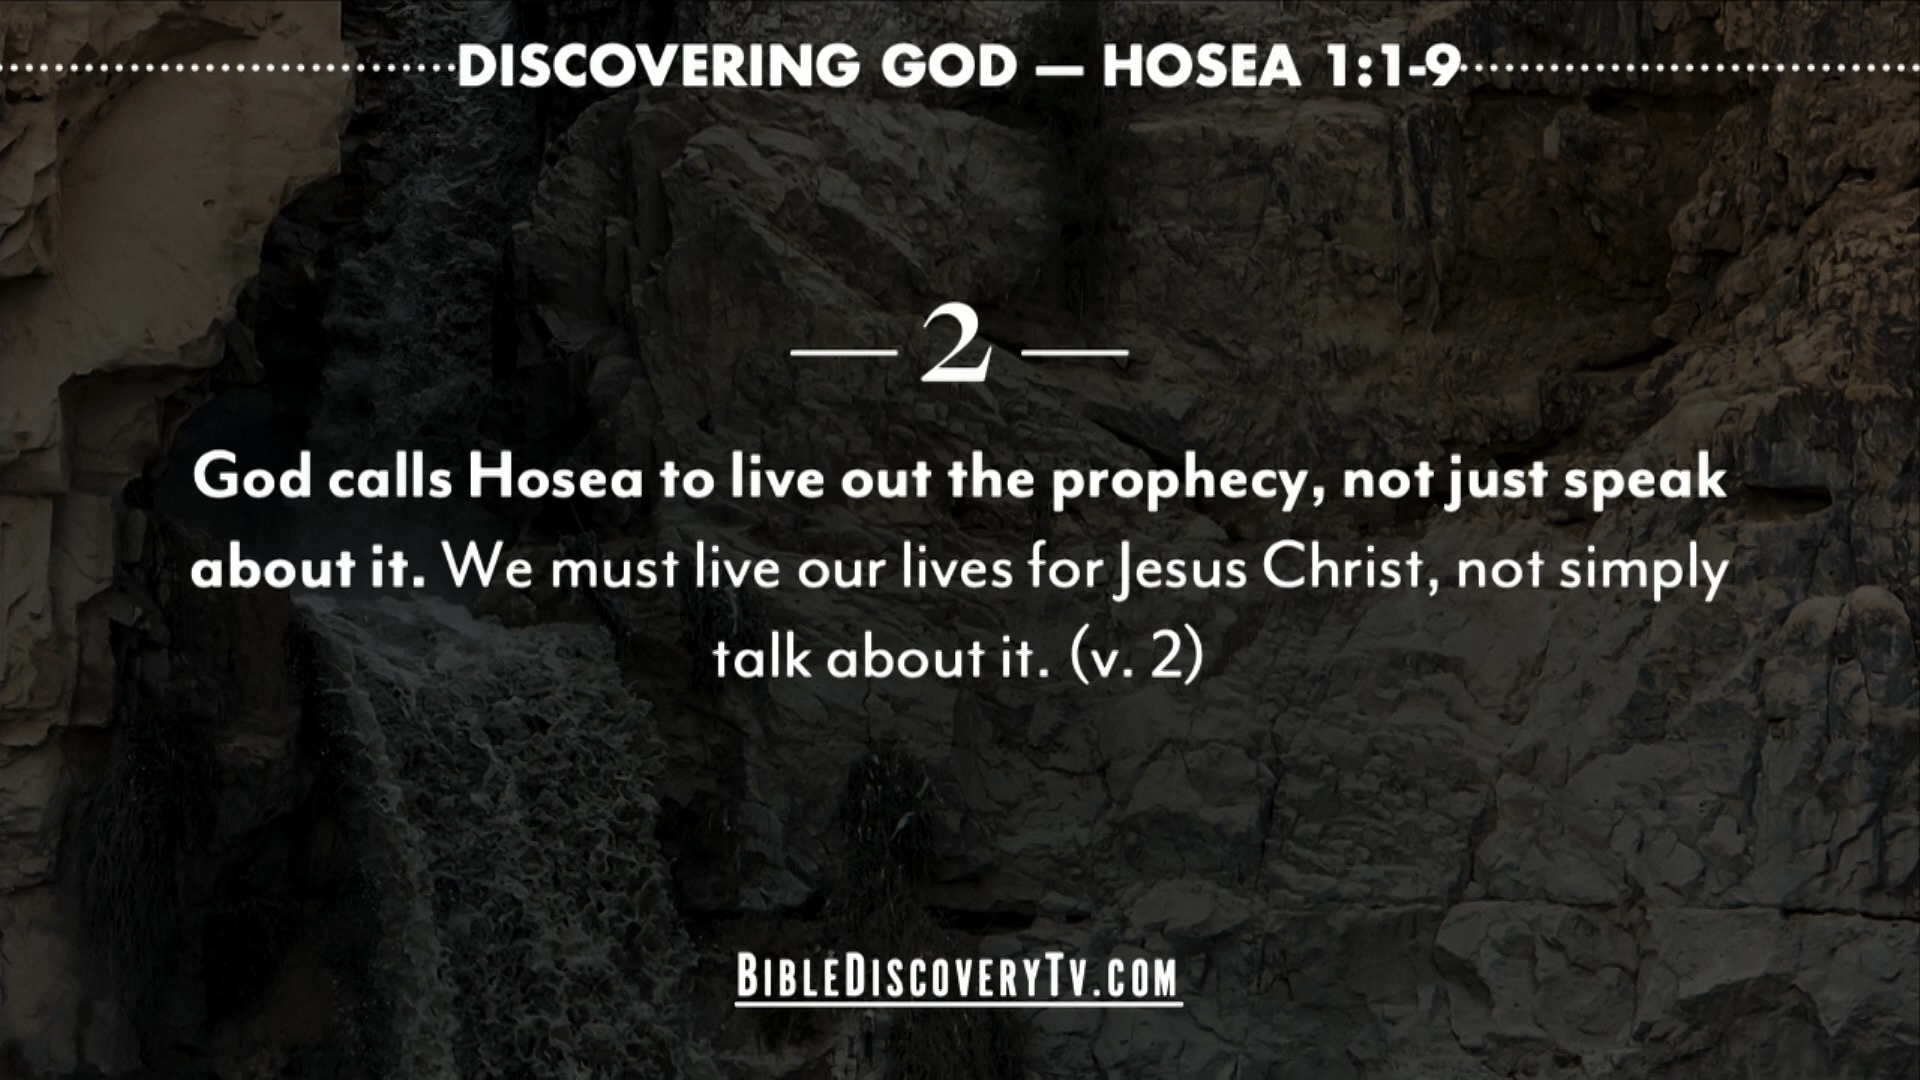 DISCOVERING GOD — HOSEA 1:1-9
— 2 —
God calls Hosea to live out the prophecy, not just speak
about it. We must live our lives for Jesus Christ, not simply
talk about it. (v. 2)
BIBLEDISCOVERYTV.COM